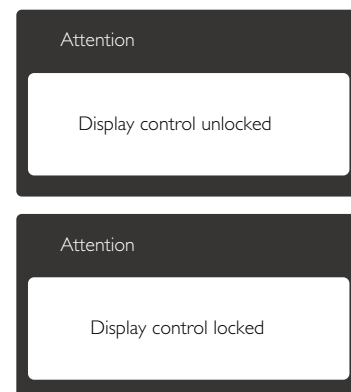 Attention
Display control unlocked
Attention
Display control locked